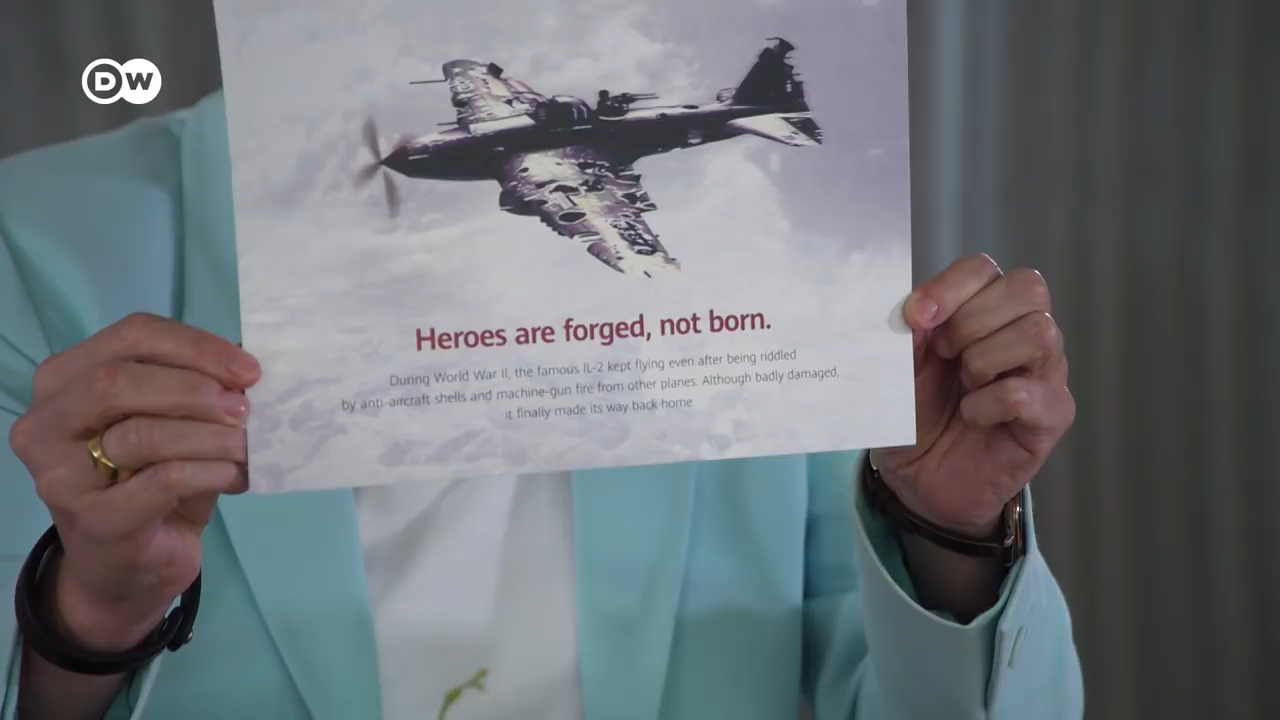 DW
Heroes are forged, not born.
During World War II, the famous IL-2 kept flying even after being riddled
by anti-aircraft shells and machine-gun fire from other planes. Although badly damaged,
it finally made its way back home.